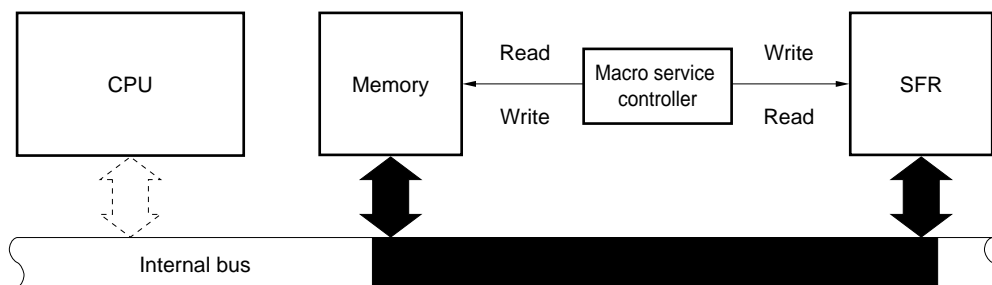 CPU
Memory
Read
Write
Macro service
controller
Write
Read
SFR
Internal bus